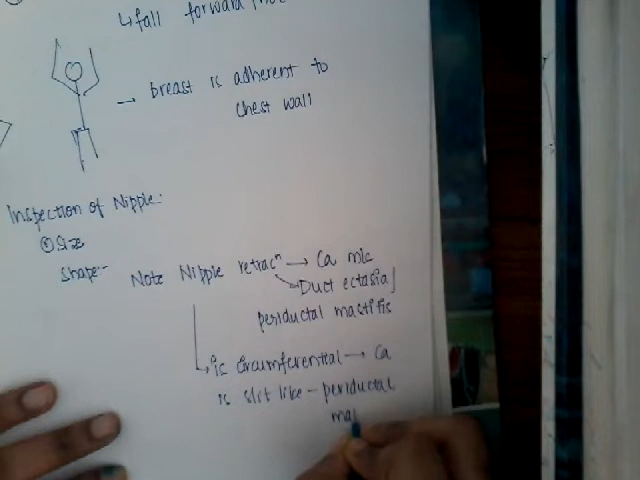 ↳ fall forward
→ breast is adherent to
chest wall
Inspection of Nipple:
① Size
Shape:- Note Nipple retracⁿ → Ca
Duct ectasia /
periductal mastitis
↳ is circumferential → Ca
is slit like - periductal
ma